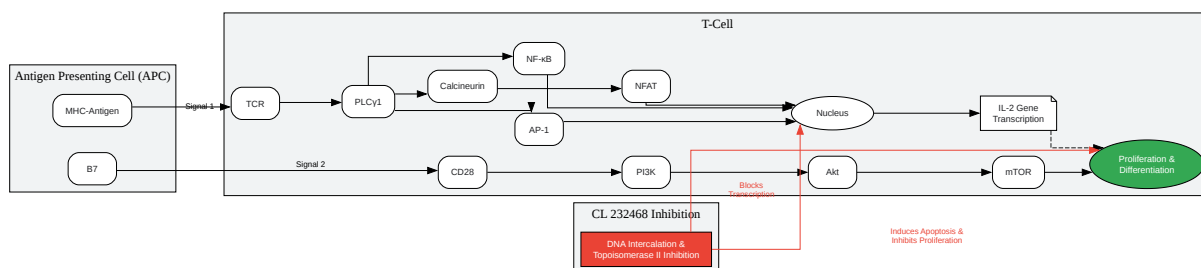 T-Cell
Antigen Presenting Cell (APC)
NF-κB
Calcineurin
NFAT
MHC-Antigen
Signal 1
TCR
PLCγ1
AP-1
Nucleus
IL-2 Gene
Transcription
B7
Signal 2
CD28
PI3K
Akt
mTOR
Proliferation &
Differentiation
Blocks
Transcription
CL 232468 Inhibition
DNA Intercalation &
Topoisomerase II Inhibition
Induces Apoptosis &
Inhibits Proliferation